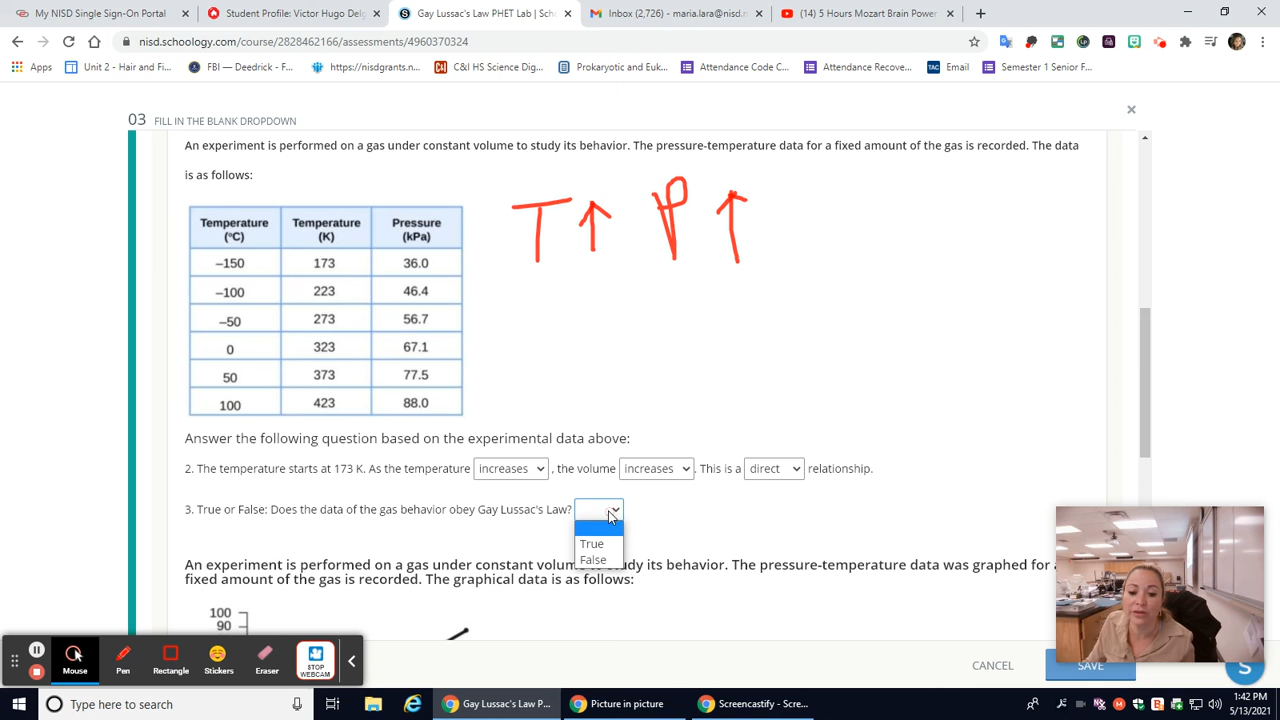 My NISD Single Sign-On Portal
Student Profile: Victor Hugo Delg
Gay Lussac's Law PHET Lab | Scho
Inbox (2,726) - maria.lara@nisd.n
(14) 5 Hours Mozart Brain Power
nisd.schoology.com/course/2828462166/assessments/4960370324
Apps
Unit 2 - Hair and Fi...
FBI — Deedrick - F...
https://nisdgrants.n...
C&I HS Science Dep...
Prokaryotic and Euk...
Attendance Code C...
Attendance Recove...
Email
Semester 1 Senior F...
03 FILL IN THE BLANK DROPDOWN
An experiment is performed on a gas under constant volume to study its behavior. The pressure-temperature data for a fixed amount of the gas is recorded. The data
is as follows:
T↑ P↑
Temperature (°C) Temperature (K) Pressure (kPa)
–150 173 36.0
–100 223 46.4
–50 273 56.7
0 323 67.1
50 373 77.5
100 423 88.0
Answer the following question based on the experimental data above:
2. The temperature starts at 173 K. As the temperature increases , the volume increases . This is a direct relationship.
3. True or False: Does the data of the gas behavior obey Gay Lussac's Law?
True
False
An experiment is performed on a gas under constant volume to study its behavior. The pressure-temperature data was graphed for a
fixed amount of the gas is recorded. The graphical data is as follows:
100
90
CANCEL
SAVE
S
Mouse
Pen
Rectangle
Stickers
Eraser
STOP WEBCAM
Type here to search
Gay Lussac's Law P...
Picture in picture
Screencastify - Scre...
1:42 PM
5/13/2021